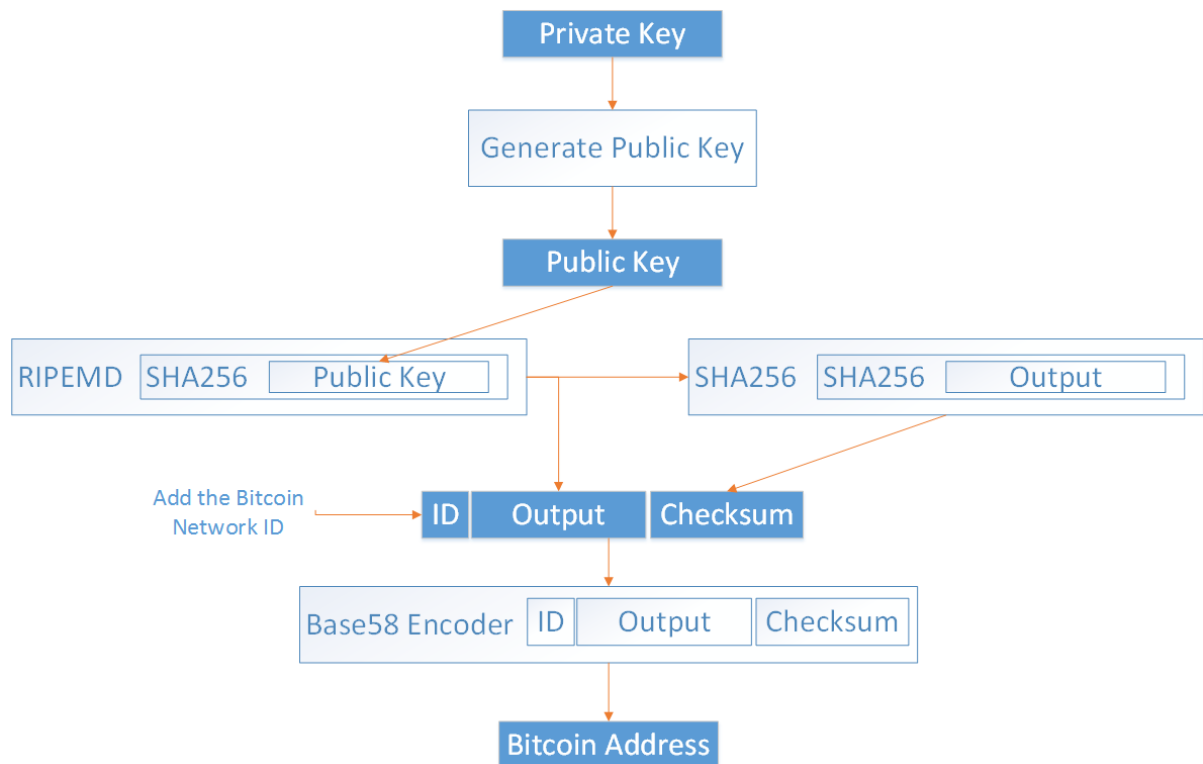 Private Key
Generate Public Key
Public Key
RIPEMD SHA256 Public Key
SHA256 SHA256 Output
Add the Bitcoin
Network ID
ID Output Checksum
Base58 Encoder ID Output Checksum
Bitcoin Address